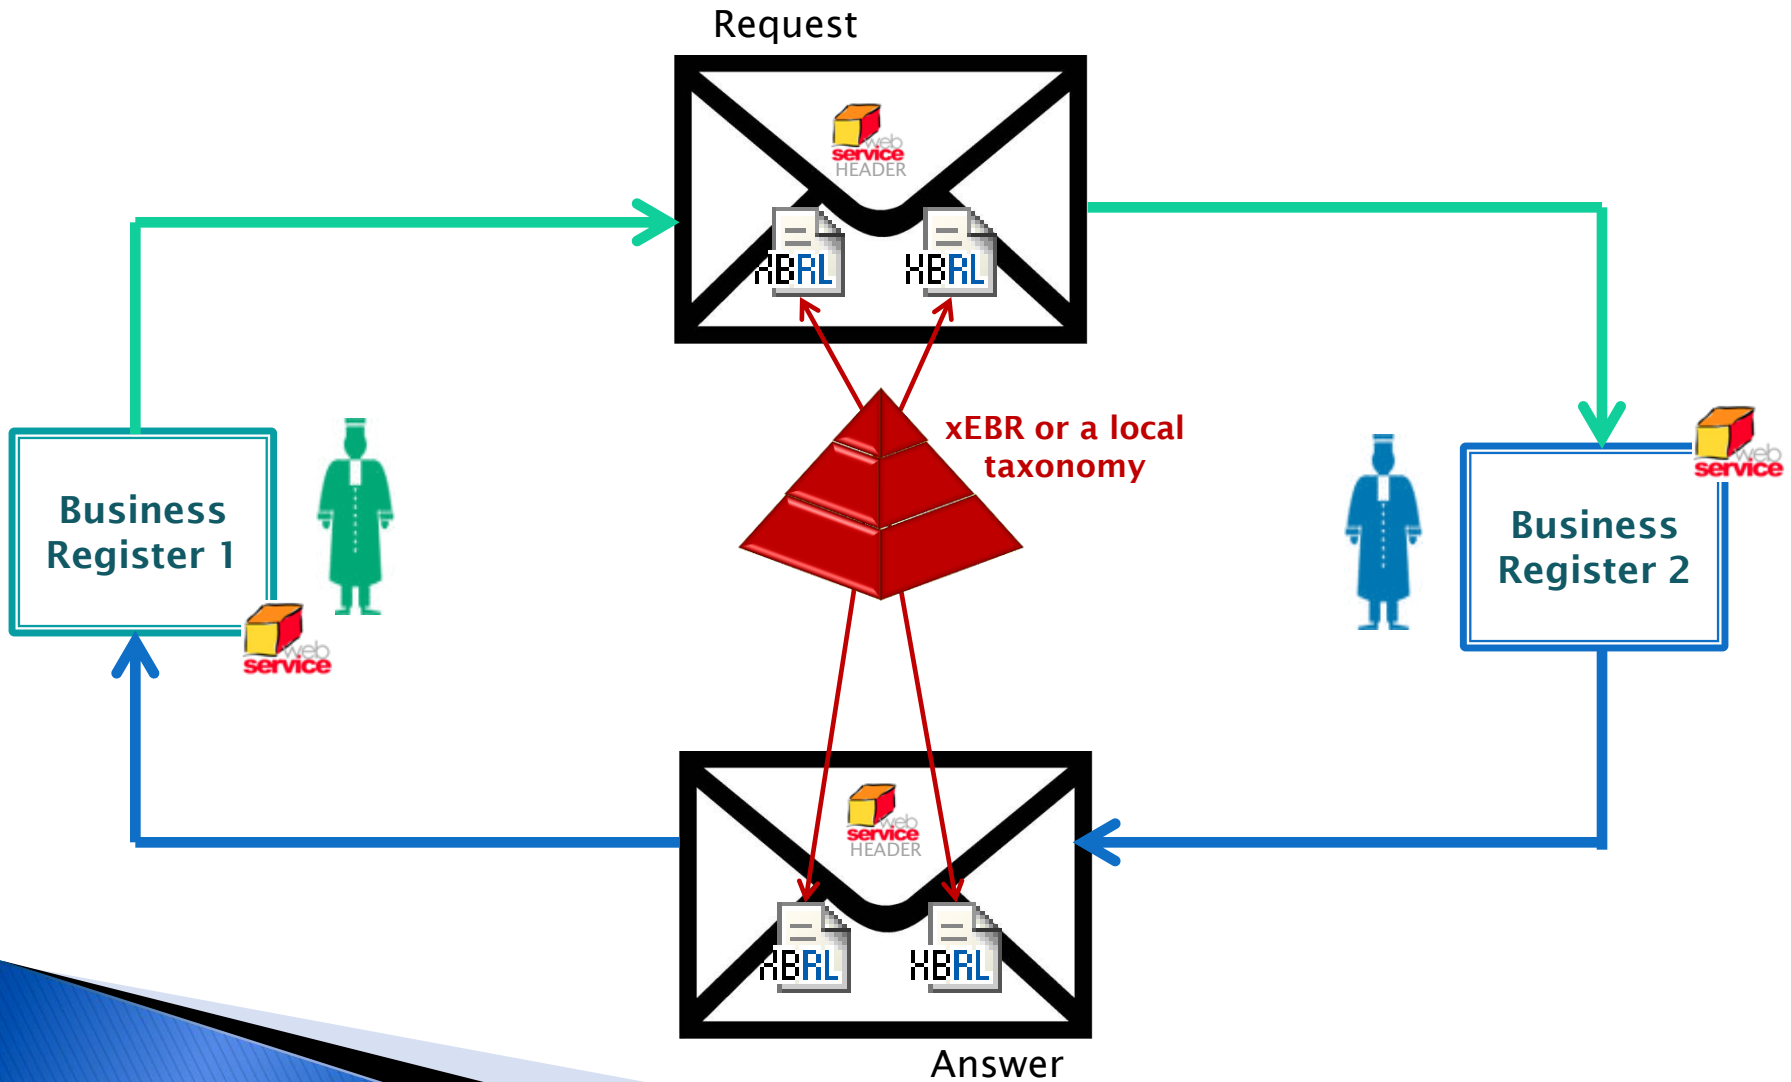 Request
web
service
HEADER
XBRL XBRL
xEBR or a local
taxonomy
Business
Register 1
web
service
web
service
Business
Register 2
web
service
HEADER
XBRL XBRL
Answer